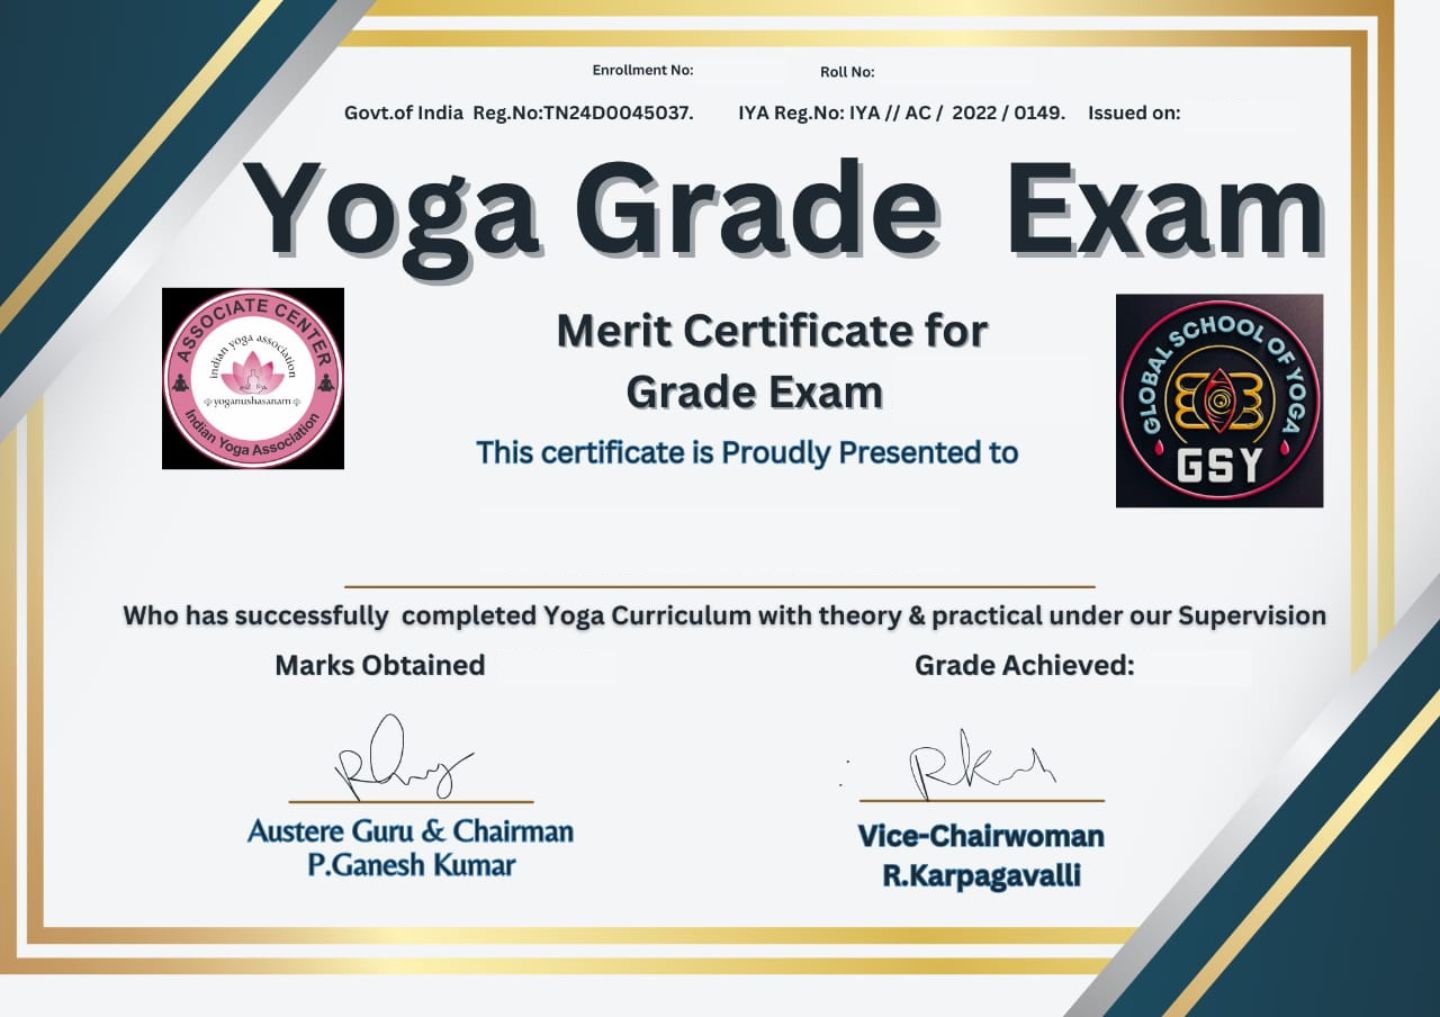 Enrollment No: Roll No:
Govt.of India Reg.No:TN24D0045037. IYA Reg.No: IYA // AC / 2022 / 0149. Issued on:
Yoga Grade Exam
ASSOCIATE CENTER
indian yoga association
yoganushasanam
Indian Yoga Association
Merit Certificate for
Grade Exam
This certificate is Proudly Presented to
GLOBAL SCHOOL OF YOGA
GSY
Who has successfully completed Yoga Curriculum with theory & practical under our Supervision
Marks Obtained Grade Achieved:
Austere Guru & Chairman
P.Ganesh Kumar
Vice-Chairwoman
R.Karpagavalli